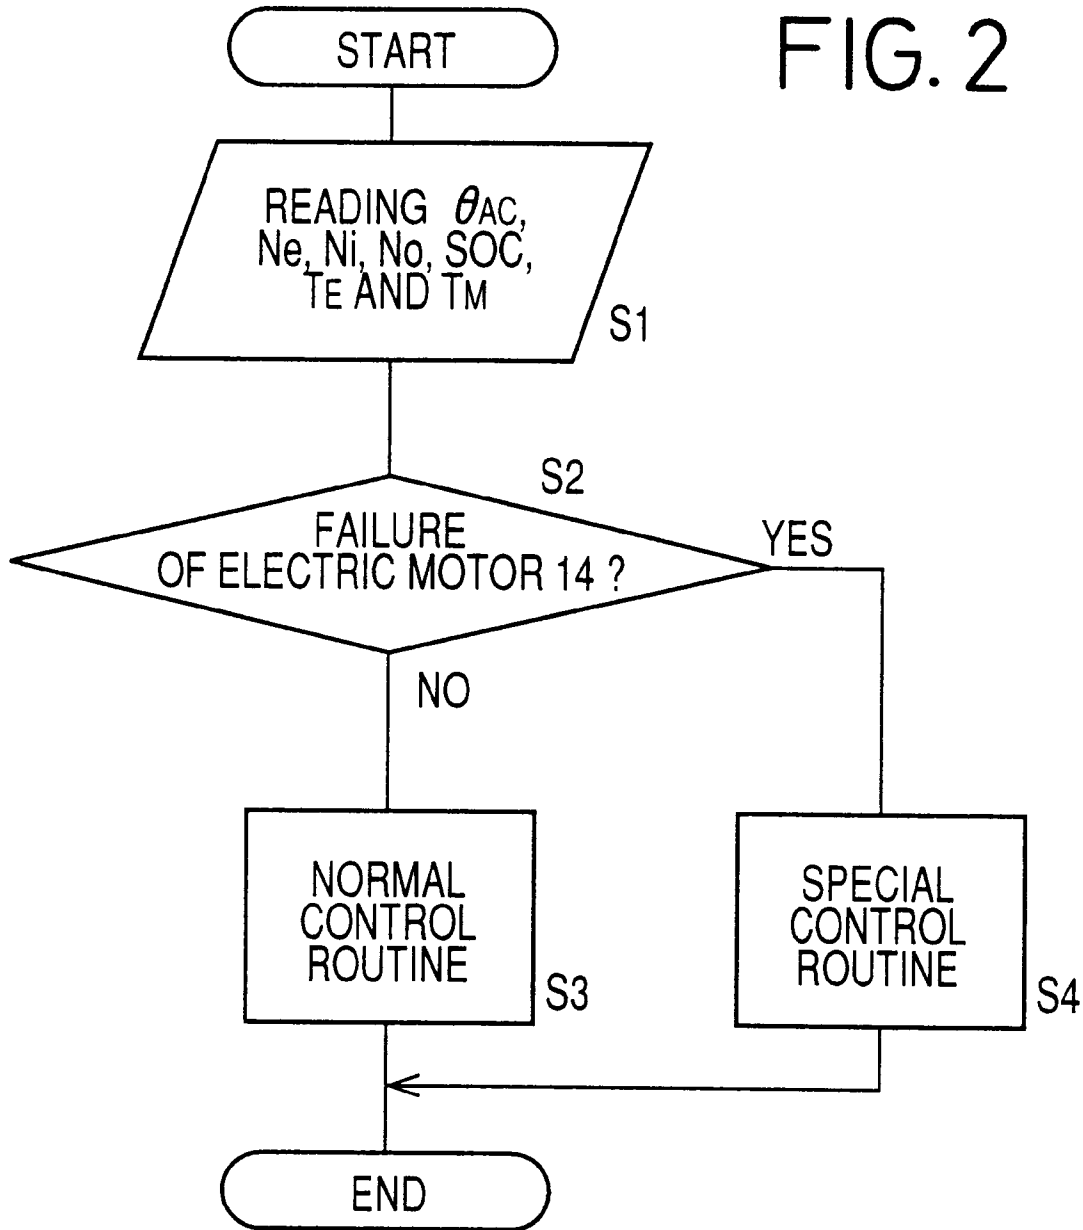 FIG. 2
START
READING θAC,
Ne, Ni, No, SOC,
TE AND TM
S1
S2
FAILURE
OF ELECTRIC MOTOR 14 ?
YES
NO
NORMAL
CONTROL
ROUTINE
S3
SPECIAL
CONTROL
ROUTINE
S4
END